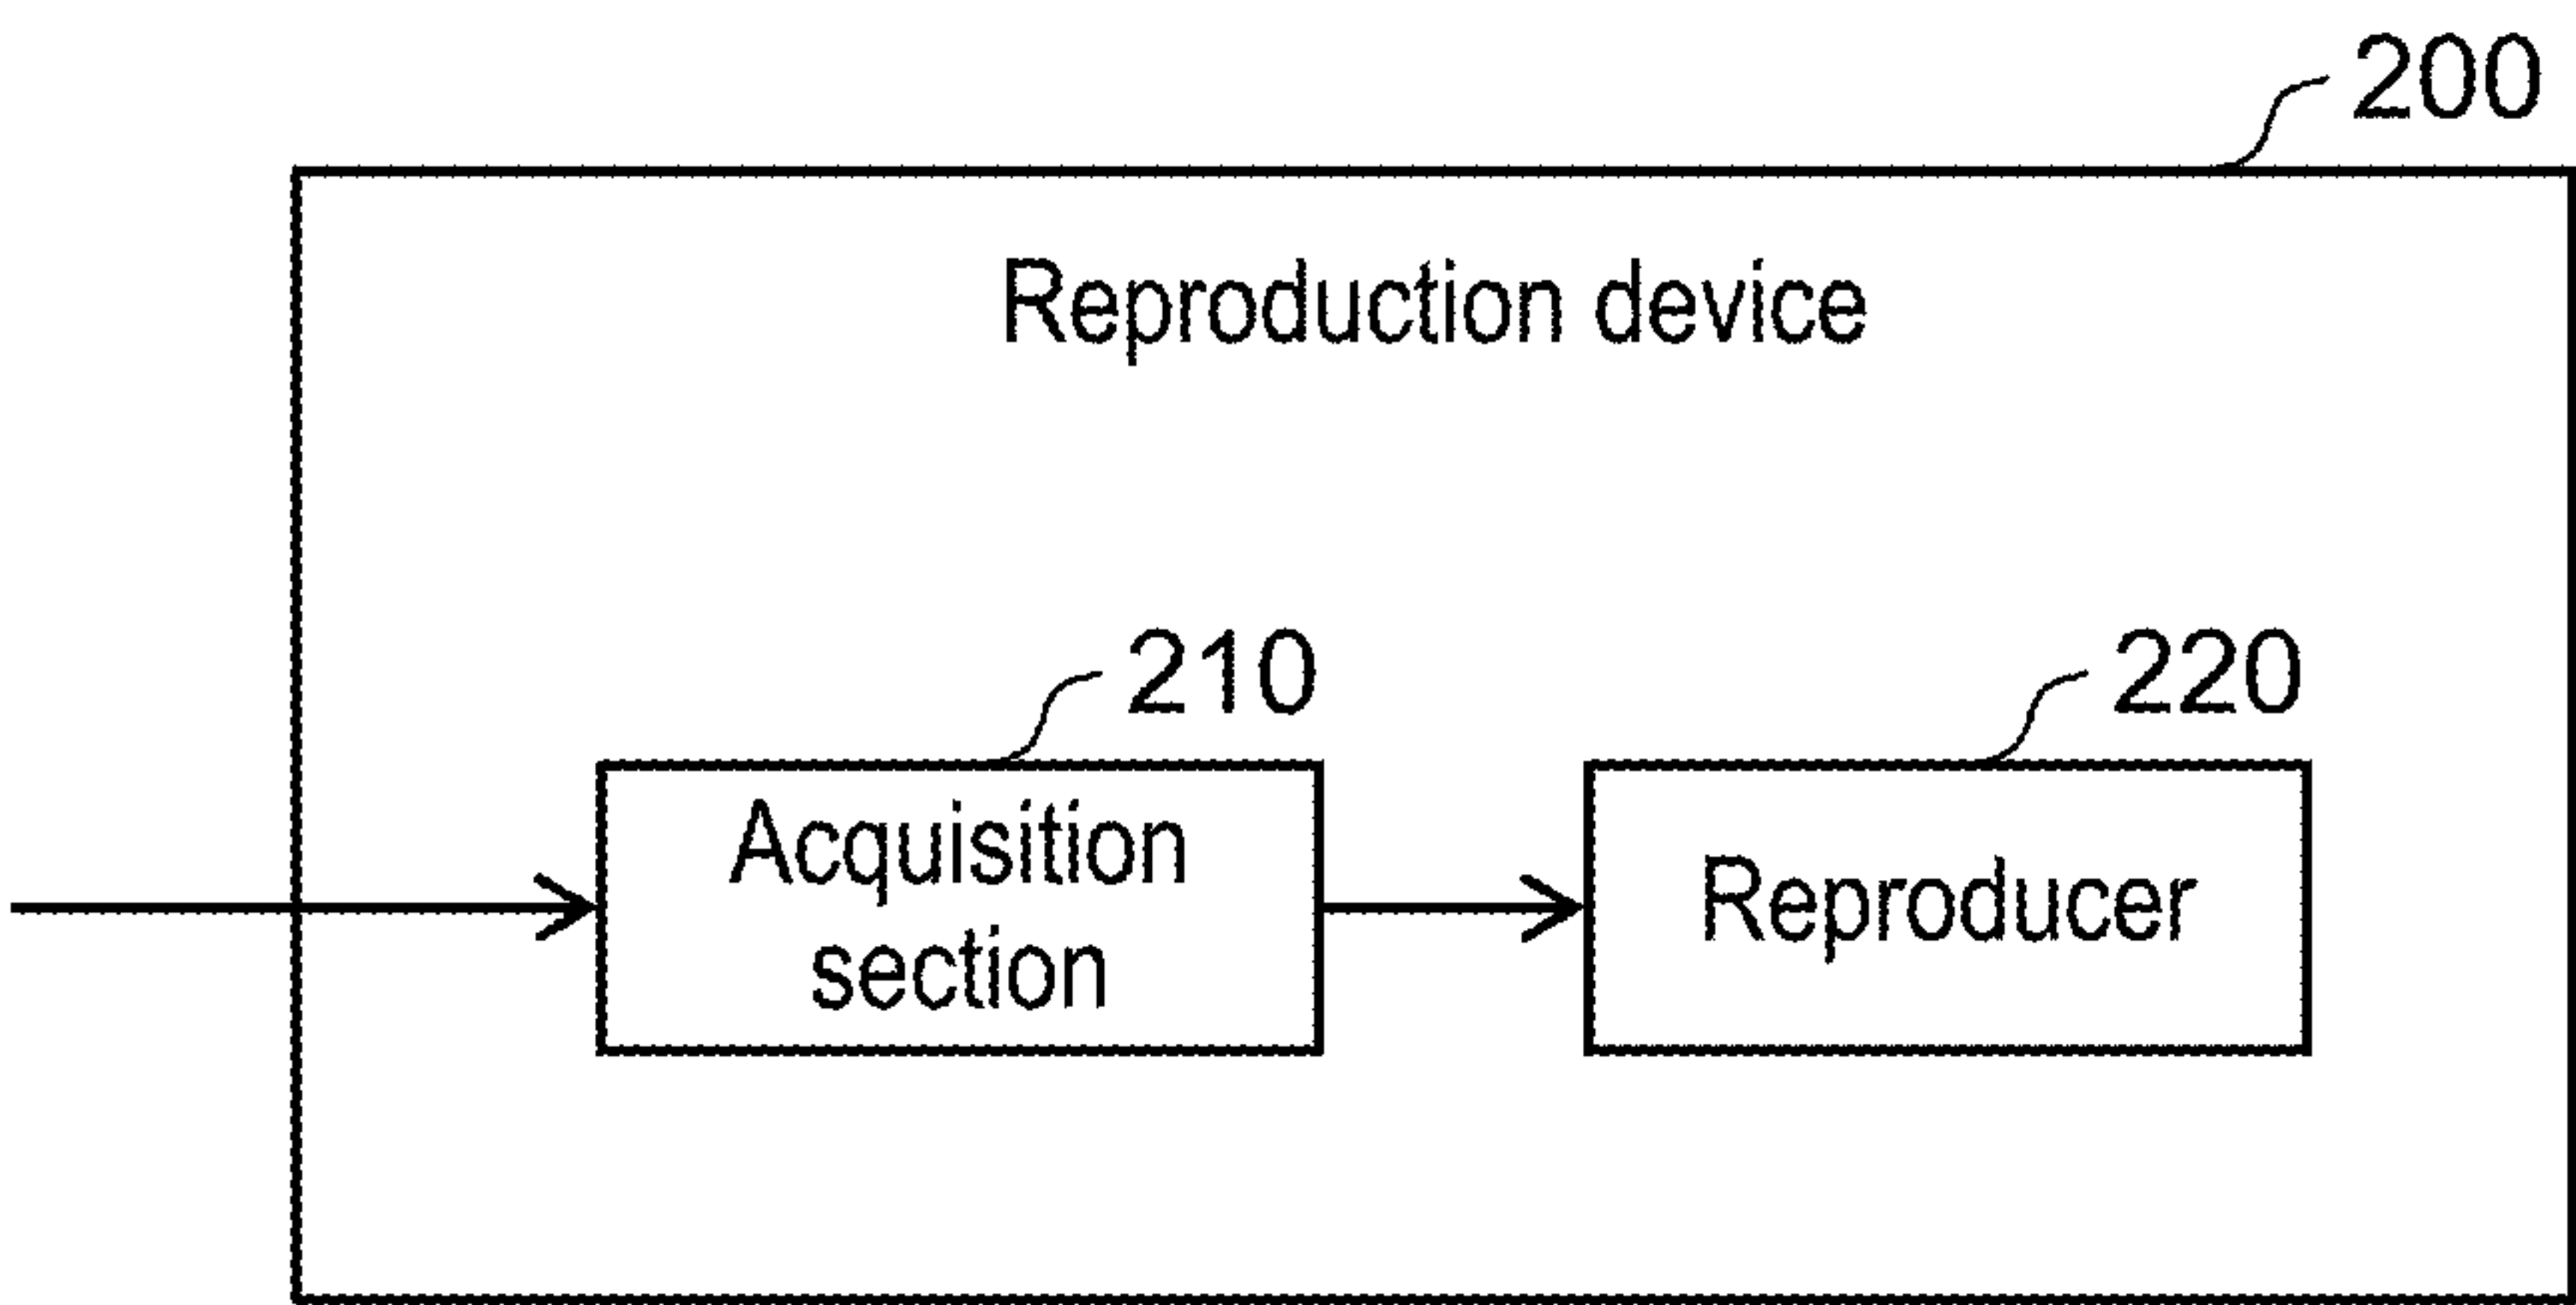 200
Reproduction device
210
220
Acquisition
section
Reproducer